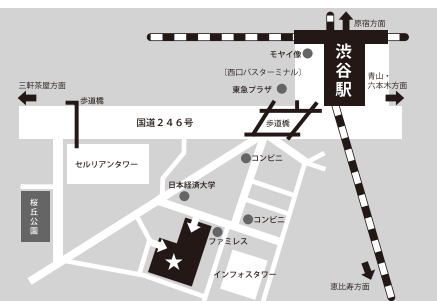 原宿方面
モヤイ像
渋谷駅
〔西口バスターミナル〕
青山・
六本木方面
三軒茶屋方面
東急プラザ
歩道橋
国道246号
歩道橋
セルリアンタワー
コンビニ
日本経済大学
桜丘公園
コンビニ
ファミレス
インフォスタワー
恵比寿方面